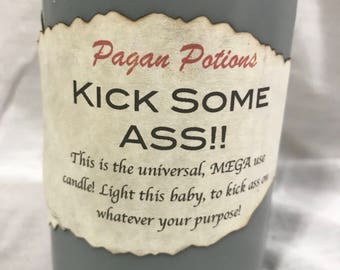 Pagan Potions
KICK SOME
ASS!!
This is the universal, MEGA use
candle! Light this baby, to kick ass on
whatever your purpose!